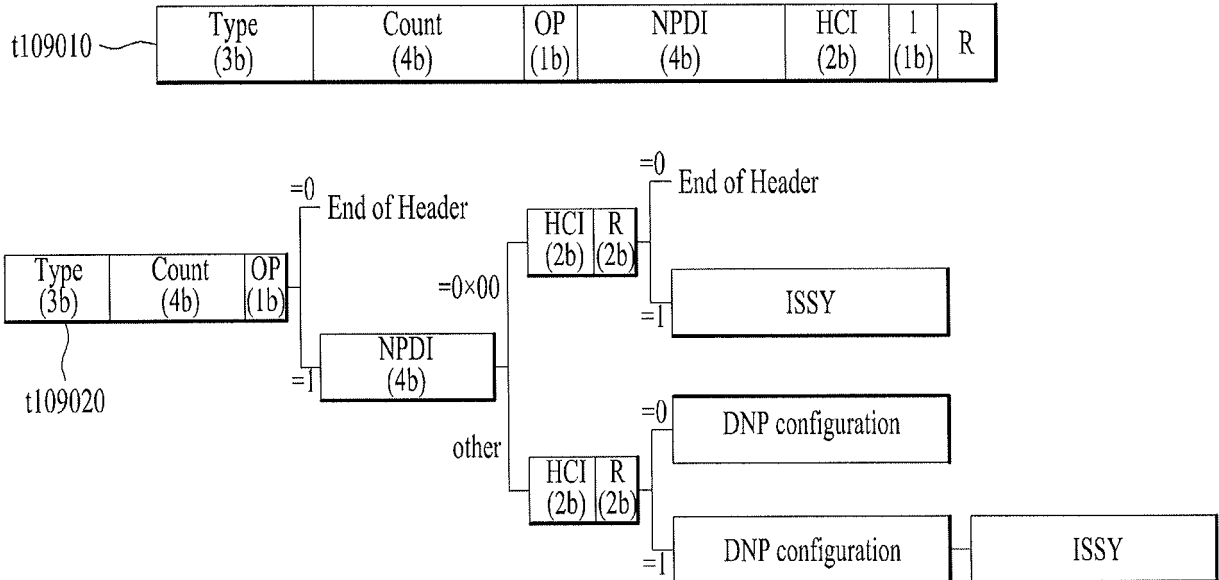 t109010
Type Count OP NPDI HCI 1 R
(3b) (4b) (1b) (4b) (2b) (1b)
=0
End of Header
=0
End of Header
HCI R
(2b) (2b)
Type Count OP
(3b) (4b) (1b)
=0×00
=1
ISSY
NPDI
(4b)
=1
t109020
other
=0
DNP configuration
HCI R
(2b) (2b)
=1
DNP configuration
ISSY